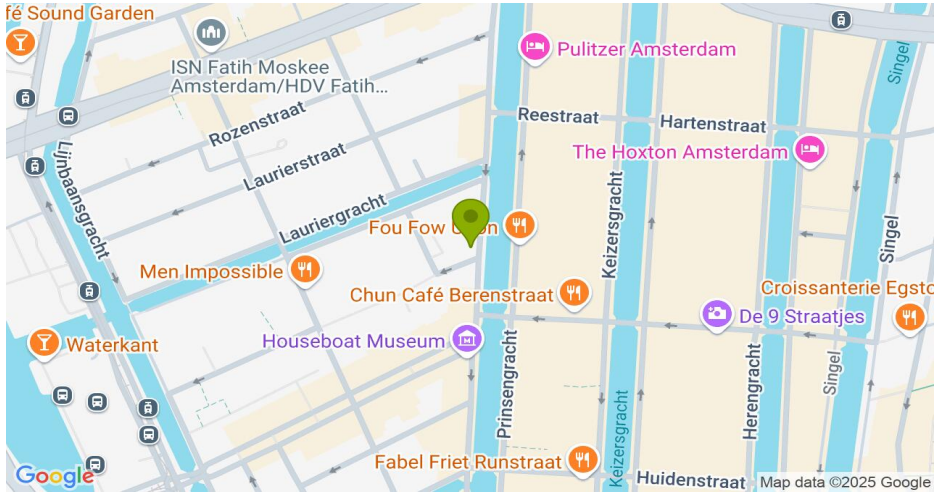 fé Sound Garden
ISN Fatih Moskee
Amsterdam/HDV Fatih...
Pulitzer Amsterdam
Singel
Rozenstraat
Reestraat
Hartenstraat
Laurierstraat
The Hoxton Amsterdam
Lijnbaansgracht
Lauriergracht
Fou Fow
Keizersgracht
Singel
Men Impossible
Chun Café Berenstraat
Croissanterie Egsto
De 9 Straatjes
Waterkant
Houseboat Museum
Prinsengracht
Keizersgracht
Herengracht
Singel
Fabel Friet Runstraat
Huidenstraat
Google
Map data ©2025 Google